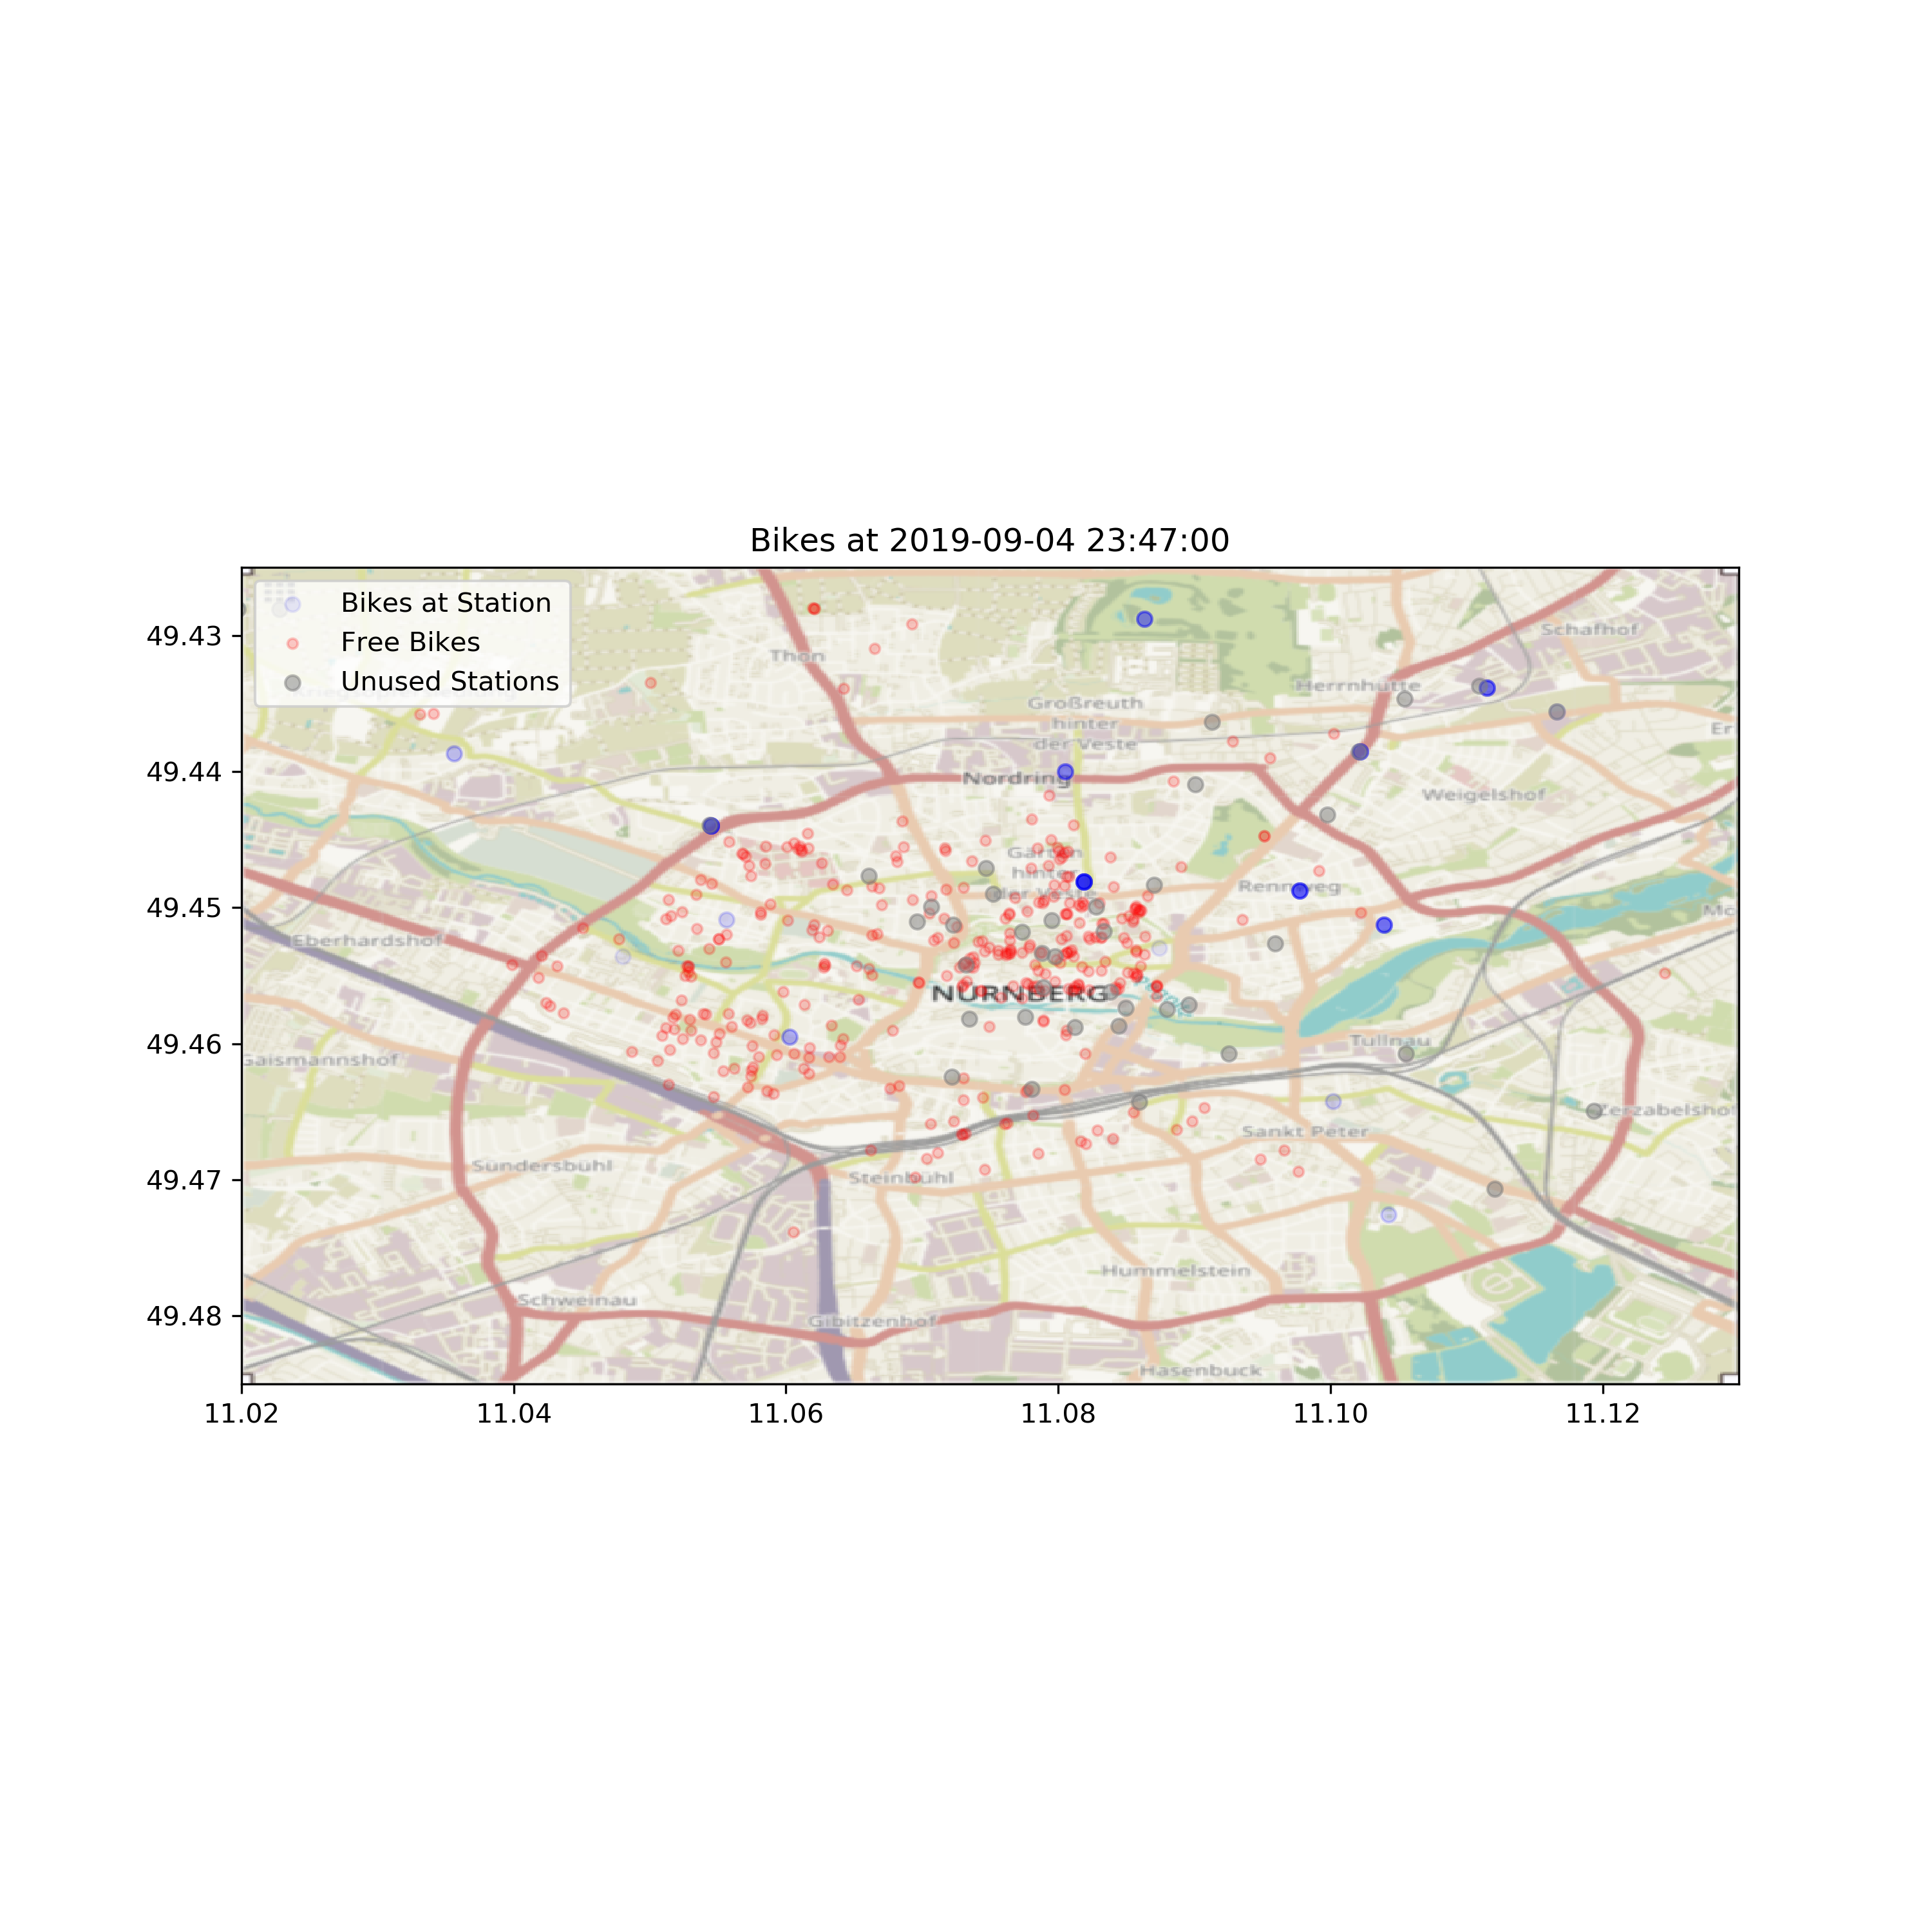 Bikes at 2019-09-04 23:47:00
Bikes at Station
Free Bikes
Unused Stations
49.43
49.44
49.45
49.46
49.47
49.48
11.02
11.04
11.06
11.08
11.10
11.12
Thon
Schafhof
Herrnhütte
Großreuth
hinter
der Veste
Er
Nordring
Weigelshof
Gärten
hinter
der Veste
Rennweg
Mö
Eberhardshof
NÜRNBERG
Gaismannshof
Tullnau
Zerzabelshof
Sankt Peter
Sündersbühl
Steinbühl
Hummelstein
Schweinau
Gibitzenhof
Hasenbuck